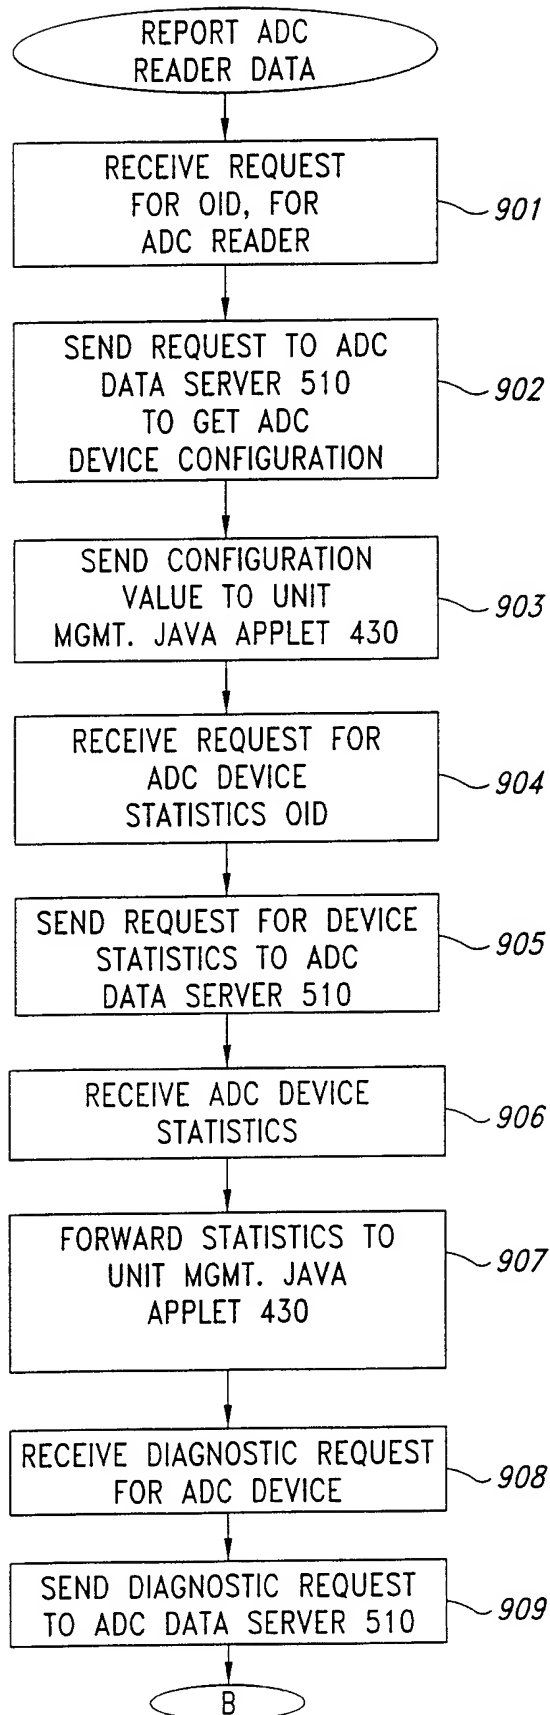 REPORT ADC
READER DATA
RECEIVE REQUEST
FOR OID, FOR
ADC READER
901
SEND REQUEST TO ADC
DATA SERVER 510
TO GET ADC
DEVICE CONFIGURATION
902
SEND CONFIGURATION
VALUE TO UNIT
MGMT. JAVA APPLET 430
903
RECEIVE REQUEST FOR
ADC DEVICE
STATISTICS OID
904
SEND REQUEST FOR DEVICE
STATISTICS TO ADC
DATA SERVER 510
905
RECEIVE ADC DEVICE
STATISTICS
906
FORWARD STATISTICS TO
UNIT MGMT. JAVA
APPLET 430
907
RECEIVE DIAGNOSTIC REQUEST
FOR ADC DEVICE
908
SEND DIAGNOSTIC REQUEST
TO ADC DATA SERVER 510
909
B